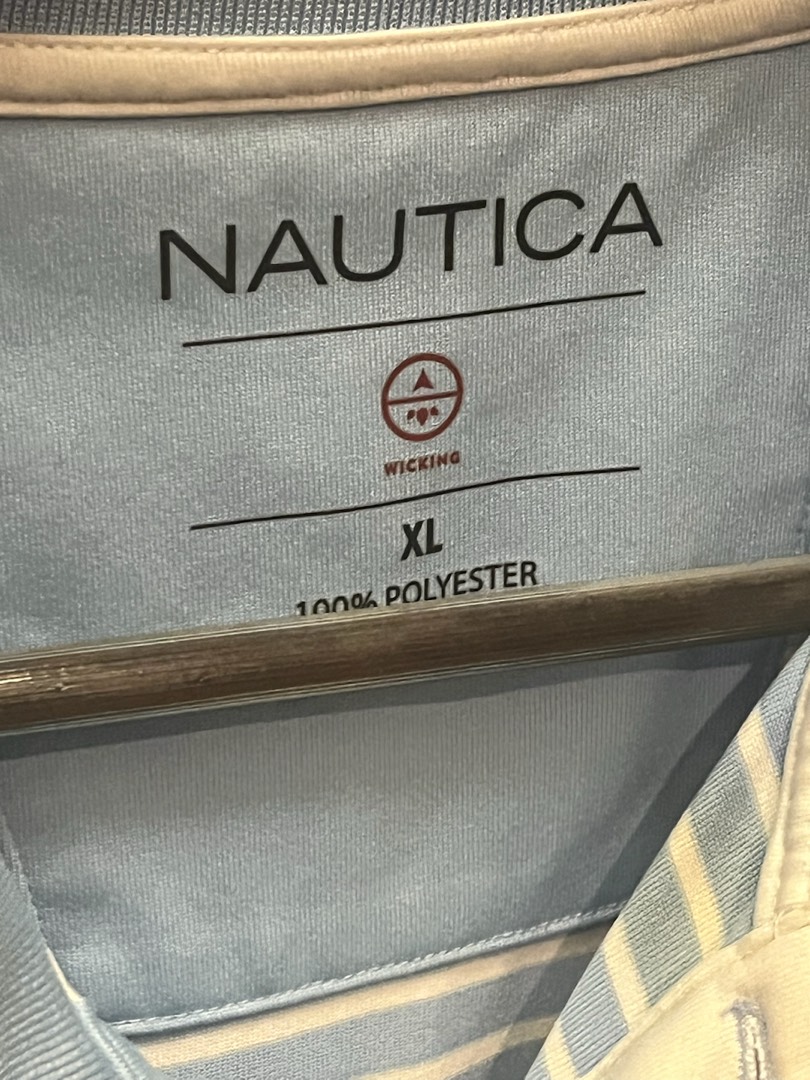 NAUTICA
WICKING
XL
100% POLYESTER